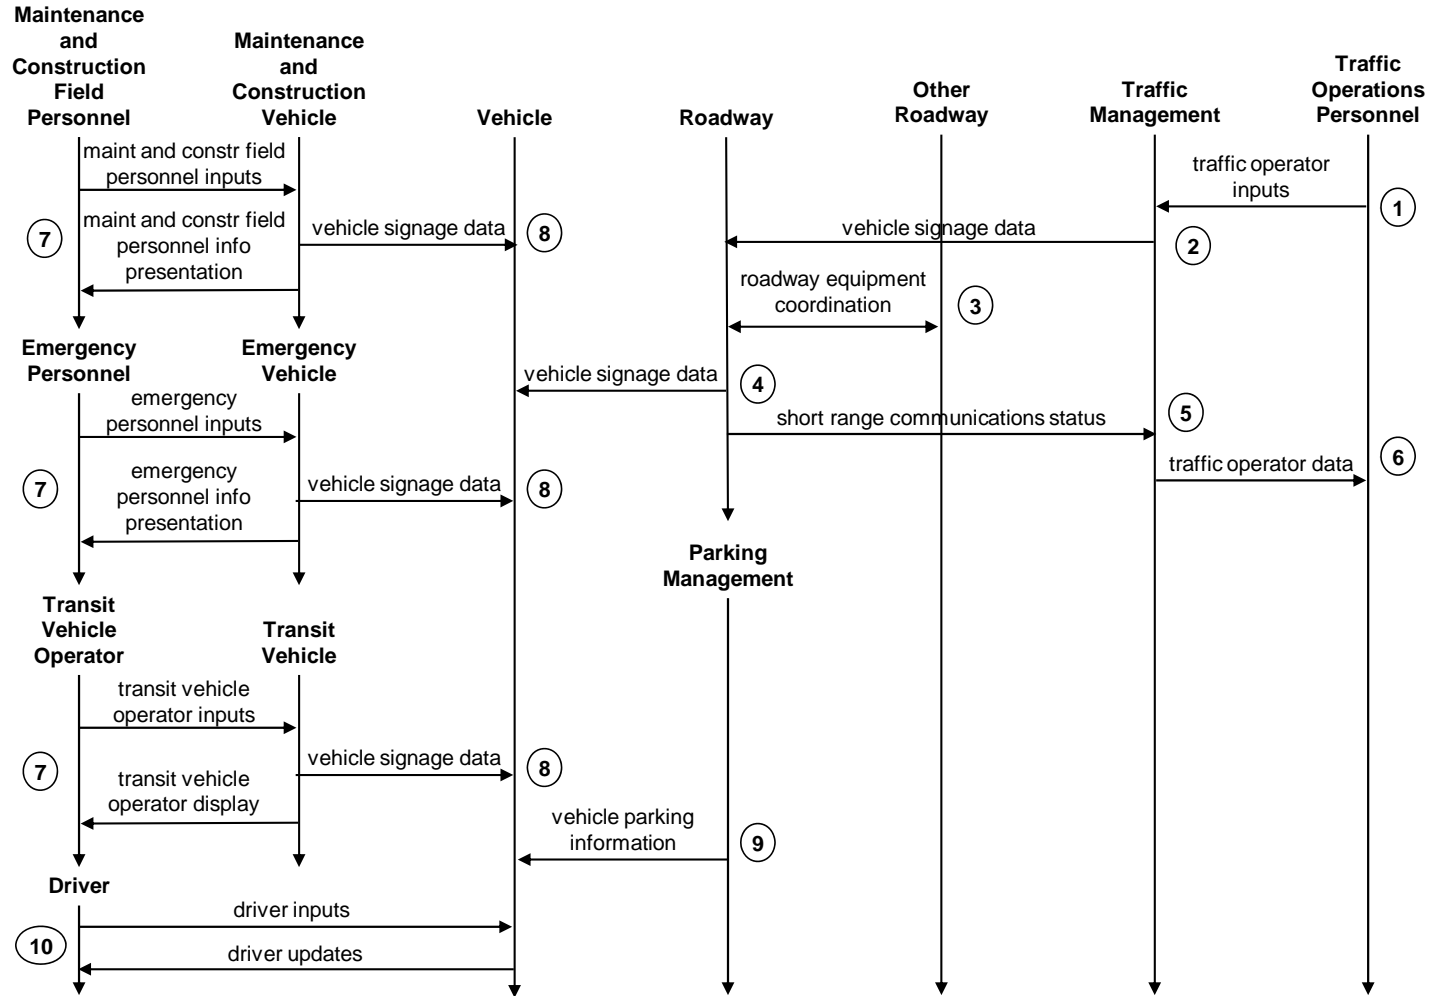 Maintenance
and
Construction
Field
Personnel
Maintenance
and
Construction
Vehicle
Vehicle
Roadway
Other
Roadway
Traffic
Management
Traffic
Operations
Personnel
maint and constr field
personnel inputs
traffic operator
inputs
1
7
maint and constr field
personnel info
presentation
vehicle signage data
8
vehicle signage data
2
roadway equipment
coordination
3
Emergency
Personnel
Emergency
Vehicle
vehicle signage data
4
emergency
personnel inputs
short range communications status
5
traffic operator data
6
7
emergency
personnel info
presentation
vehicle signage data
8
Parking
Management
Transit
Vehicle
Operator
Transit
Vehicle
transit vehicle
operator inputs
7
transit vehicle
operator display
vehicle signage data
8
vehicle parking
information
9
Driver
driver inputs
10
driver updates